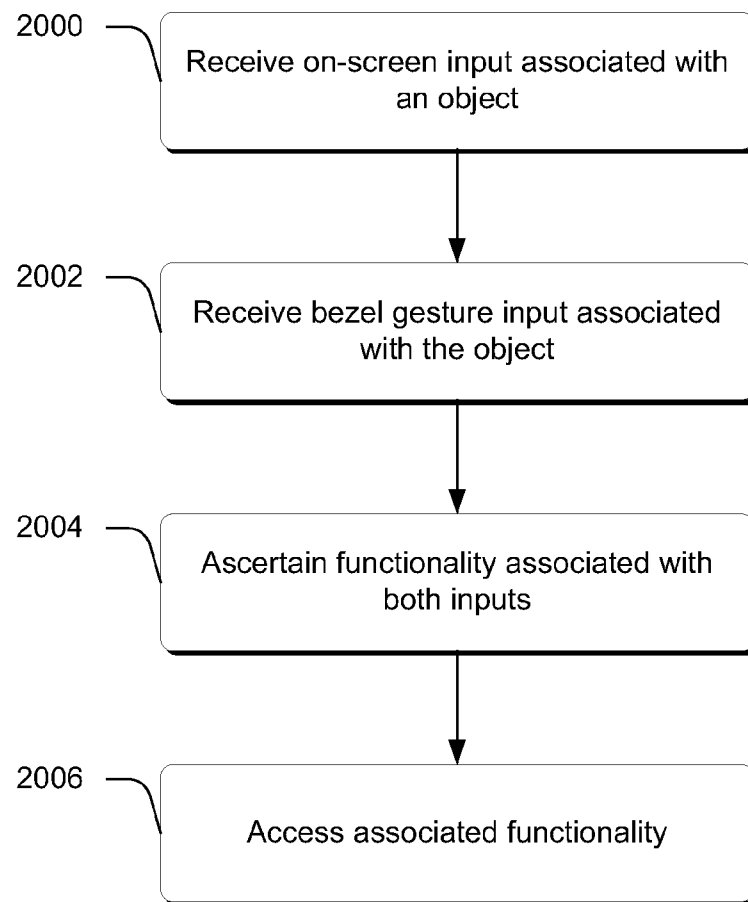 2000
Receive on-screen input associated with
an object
2002
Receive bezel gesture input associated
with the object
2004
Ascertain functionality associated with
both inputs
2006
Access associated functionality